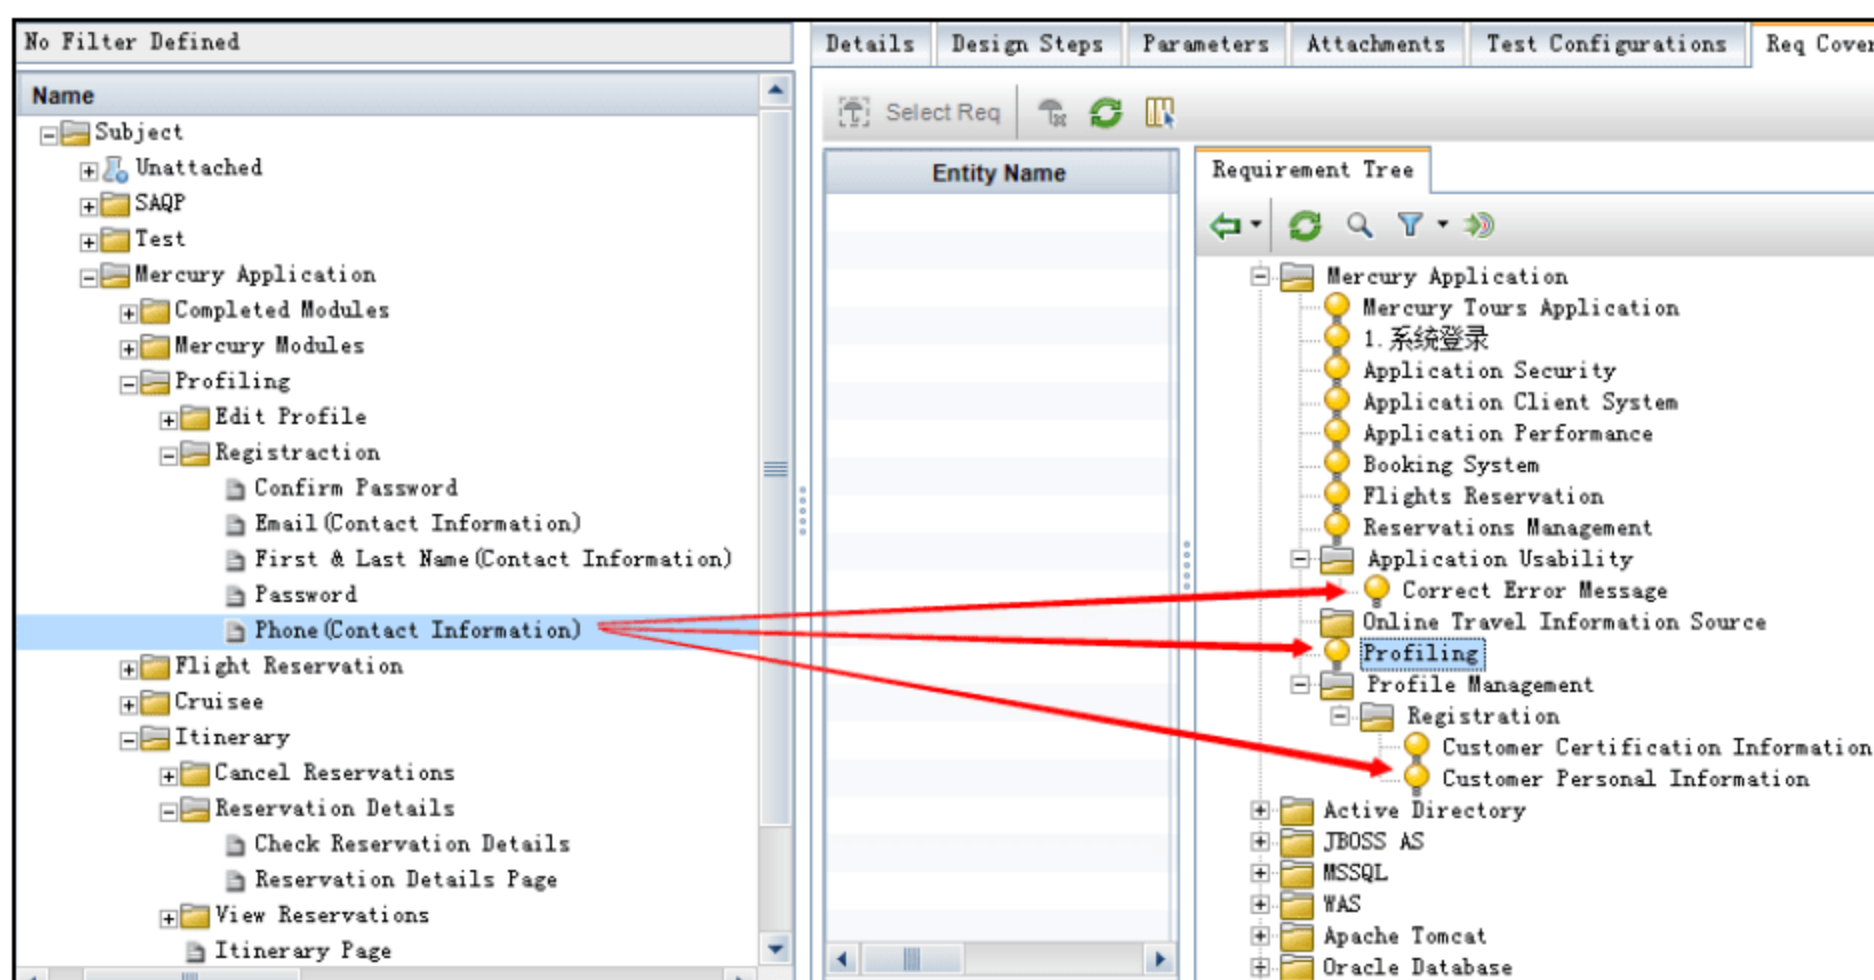 No Filter Defined
Name
Subject
Unattached
SAQP
Test
Mercury Application
Completed Modules
Mercury Modules
Profiling
Edit Profile
Registraction
Confirm Password
Email(Contact Information)
First & Last Name(Contact Information)
Password
Phone(Contact Information)
Flight Reservation
Cruisee
Itinerary
Cancel Reservations
Reservation Details
Check Reservation Details
Reservation Details Page
View Reservations
Itinerary Page
Details Design Steps Parameters Attachments Test Configurations Req Cover
Select Req
Entity Name
Requirement Tree
Mercury Application
Mercury Tours Application
1.系统登录
Application Security
Application Client System
Application Performance
Booking System
Flights Reservation
Reservations Management
Application Usability
Correct Error Message
Online Travel Information Source
Profiling
Profile Management
Registration
Customer Certification Information
Customer Personal Information
Active Directory
JBOSS AS
MSSQL
WAS
Apache Tomcat
Oracle Database